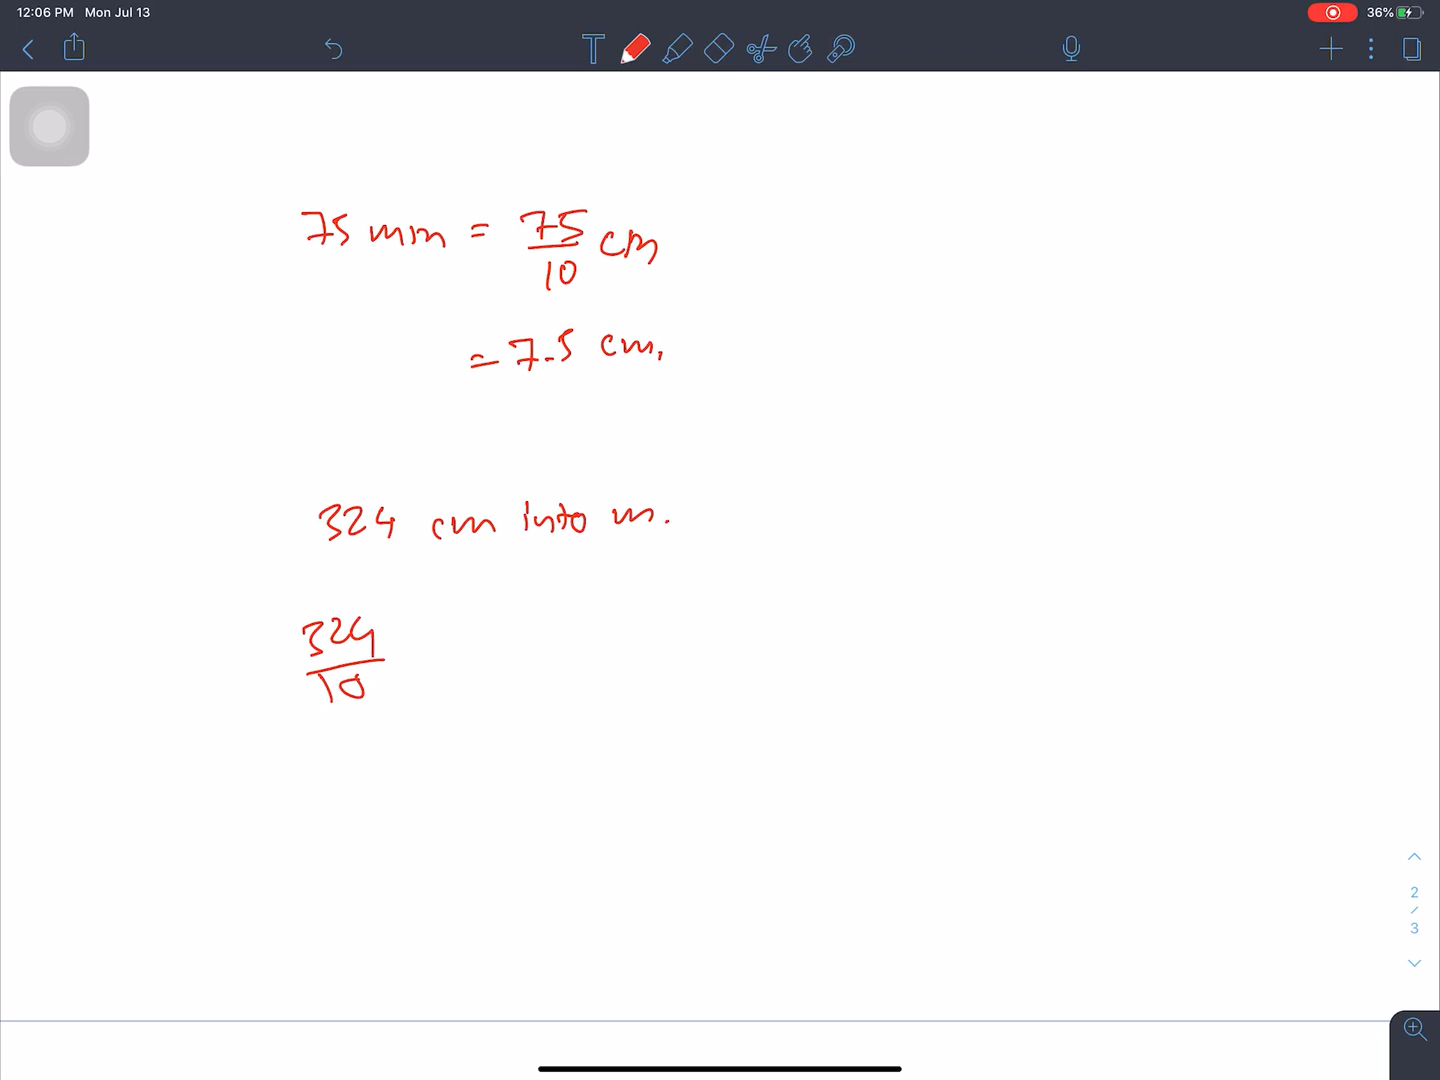 12:06 PM Mon Jul 13
36%
T
75 mm = 75/10 cm
= 7.5 cm.
324 cm into m.
324/10
2
/
3